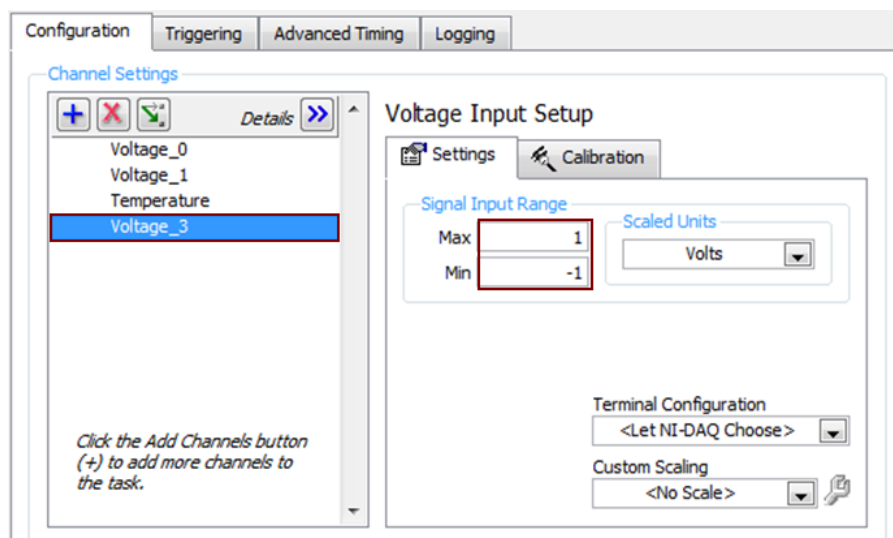 Configuration
Triggering
Advanced Timing
Logging
Channel Settings
Details
Voltage_0
Voltage_1
Temperature
Voltage_3
Click the Add Channels button
(+) to add more channels to
the task.
Voltage Input Setup
Settings
Calibration
Signal Input Range
Max 1
Min -1
Scaled Units
Volts
Terminal Configuration
<Let NI-DAQ Choose>
Custom Scaling
<No Scale>